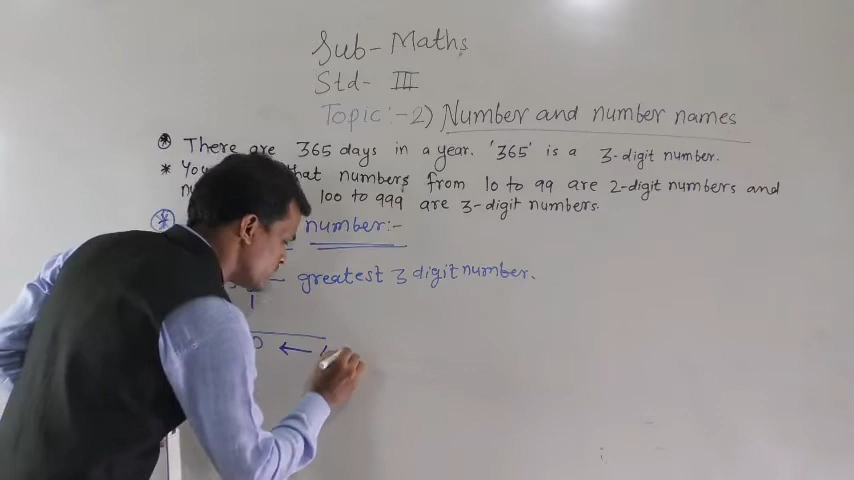 Sub- Maths
Std- III
Topic:-2) Number and number names
* There are 365 days in a year. '365' is a 3-digit number.
* that numbers from 10 to 99 are 2-digit numbers and
100 to 999 are 3-digit numbers.
* number:-
- greatest 3 digit number.
1
0 ←